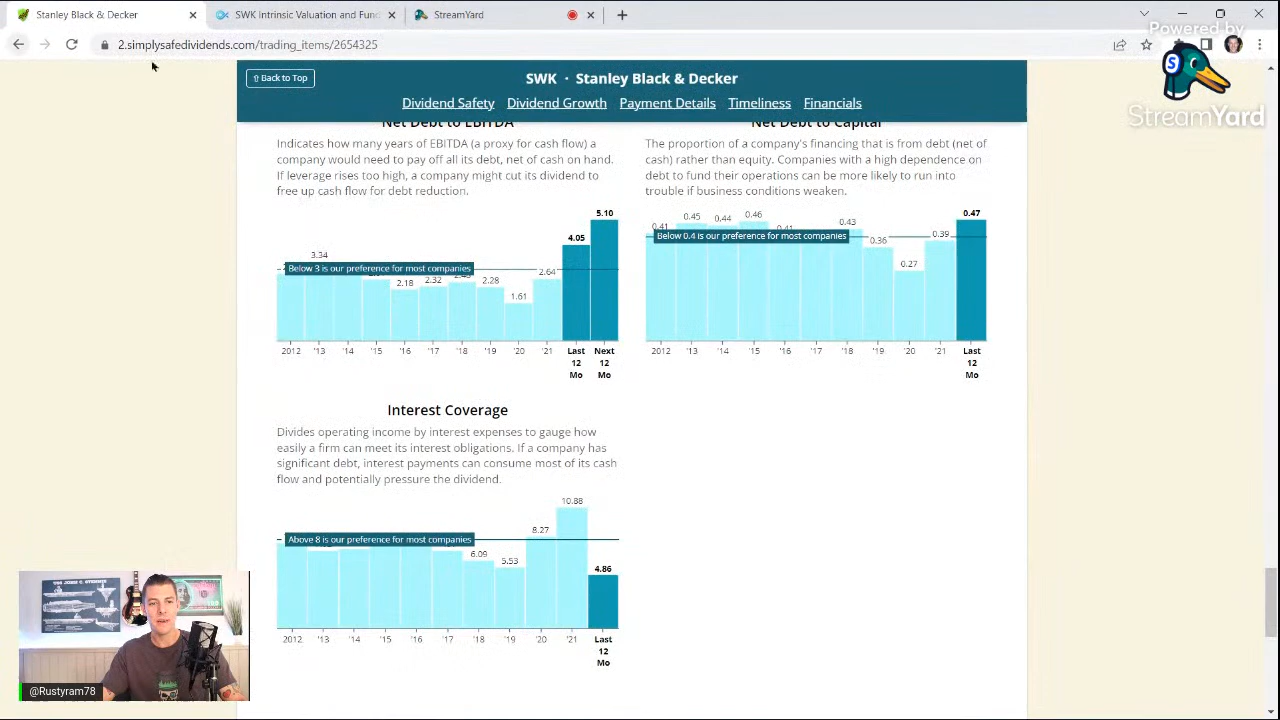 Stanley Black & Decker
SWK Intrinsic Valuation and Fund
StreamYard
2.simplysafedividends.com/trading_items/2654325
Powered by
StreamYard
Back to Top
SWK · Stanley Black & Decker
Dividend Safety Dividend Growth Payment Details Timeliness Financials
Net Debt to EBITDA
Indicates how many years of EBITDA (a proxy for cash flow) a
company would need to pay off all its debt, net of cash on hand.
If leverage rises too high, a company might cut its dividend to
free up cash flow for debt reduction.
5.10
4.05
3.34
Below 3 is our preference for most companies
2.18 2.32 2.28 1.61 2.64
2012 '13 '14 '15 '16 '17 '18 '19 '20 '21 Last Next
12 12
Mo Mo
Net Debt to Capital
The proportion of a company's financing that is from debt (net of
cash) rather than equity. Companies with a high dependence on
debt to fund their operations can be more likely to run into
trouble if business conditions weaken.
0.41 0.45 0.44 0.46 0.41 0.43 0.36 0.27 0.39 0.47
Below 0.4 is our preference for most companies
2012 '13 '14 '15 '16 '17 '18 '19 '20 '21 Last
12
Mo
Interest Coverage
Divides operating income by interest expenses to gauge how
easily a firm can meet its interest obligations. If a company has
significant debt, interest payments can consume most of its cash
flow and potentially pressure the dividend.
10.88
8.27
Above 8 is our preference for most companies
6.09 5.53 4.86
2012 '13 '14 '15 '16 '17 '18 '19 '20 '21 Last
12
Mo
@Rustyram78